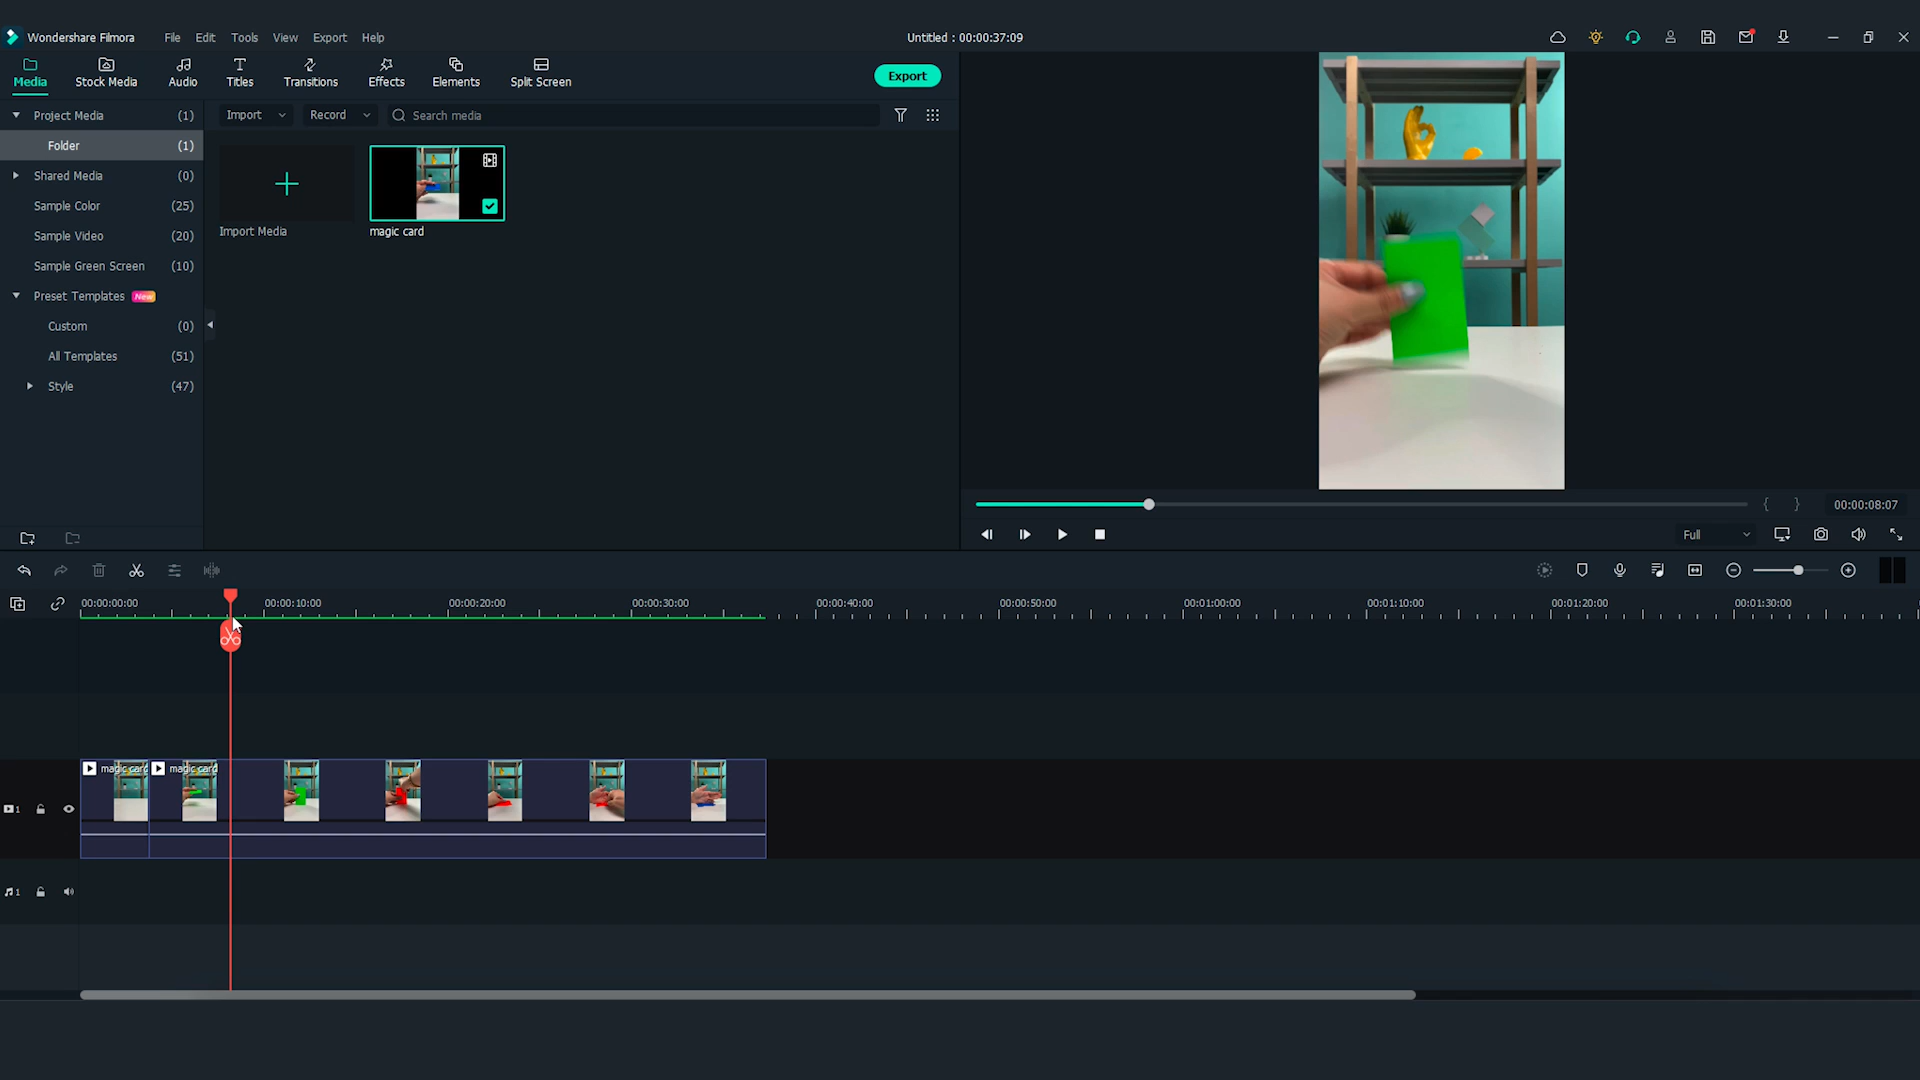 Wondershare Filmora File Edit Tools View Export Help Untitled : 00:00:37:09
Media Stock Media Audio Titles Transitions Effects Elements Split Screen Export
Project Media (1)
Import Record Search media
Folder (1)
Shared Media (0)
Sample Color (25)
Sample Video (20)
Import Media magic card
Sample Green Screen (10)
Preset Templates New
Custom (0)
All Templates (51)
Style (47)
{ } 00:00:08:07
Full
00:00:00:00 00:00:10:00 00:00:20:00 00:00:30:00 00:00:40:00 00:00:50:00 00:01:00:00 00:01:10:00 00:01:20:00 00:01:30:00
magic card magic card
1
1